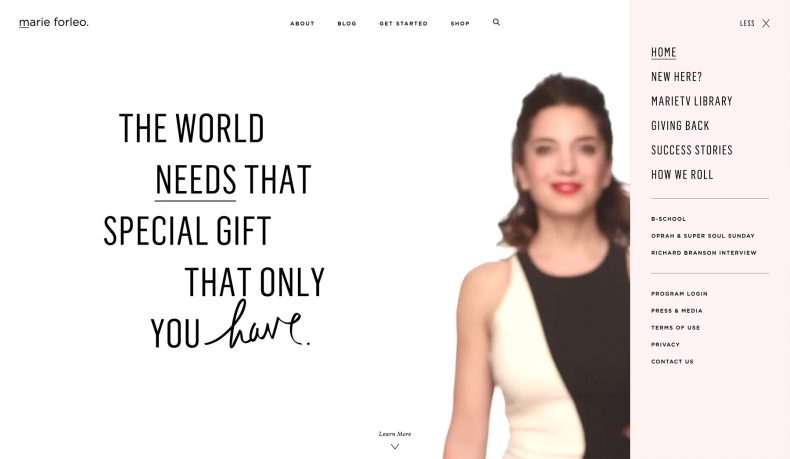 marie forleo.
ABOUT BLOG GET STARTED SHOP
LESS
THE WORLD
NEEDS THAT
SPECIAL GIFT
THAT ONLY
YOU have.
Learn More
HOME
NEW HERE?
MARIETV LIBRARY
GIVING BACK
SUCCESS STORIES
HOW WE ROLL
B-SCHOOL
OPRAH & SUPER SOUL SUNDAY
RICHARD BRANSON INTERVIEW
PROGRAM LOGIN
PRESS & MEDIA
TERMS OF USE
PRIVACY
CONTACT US